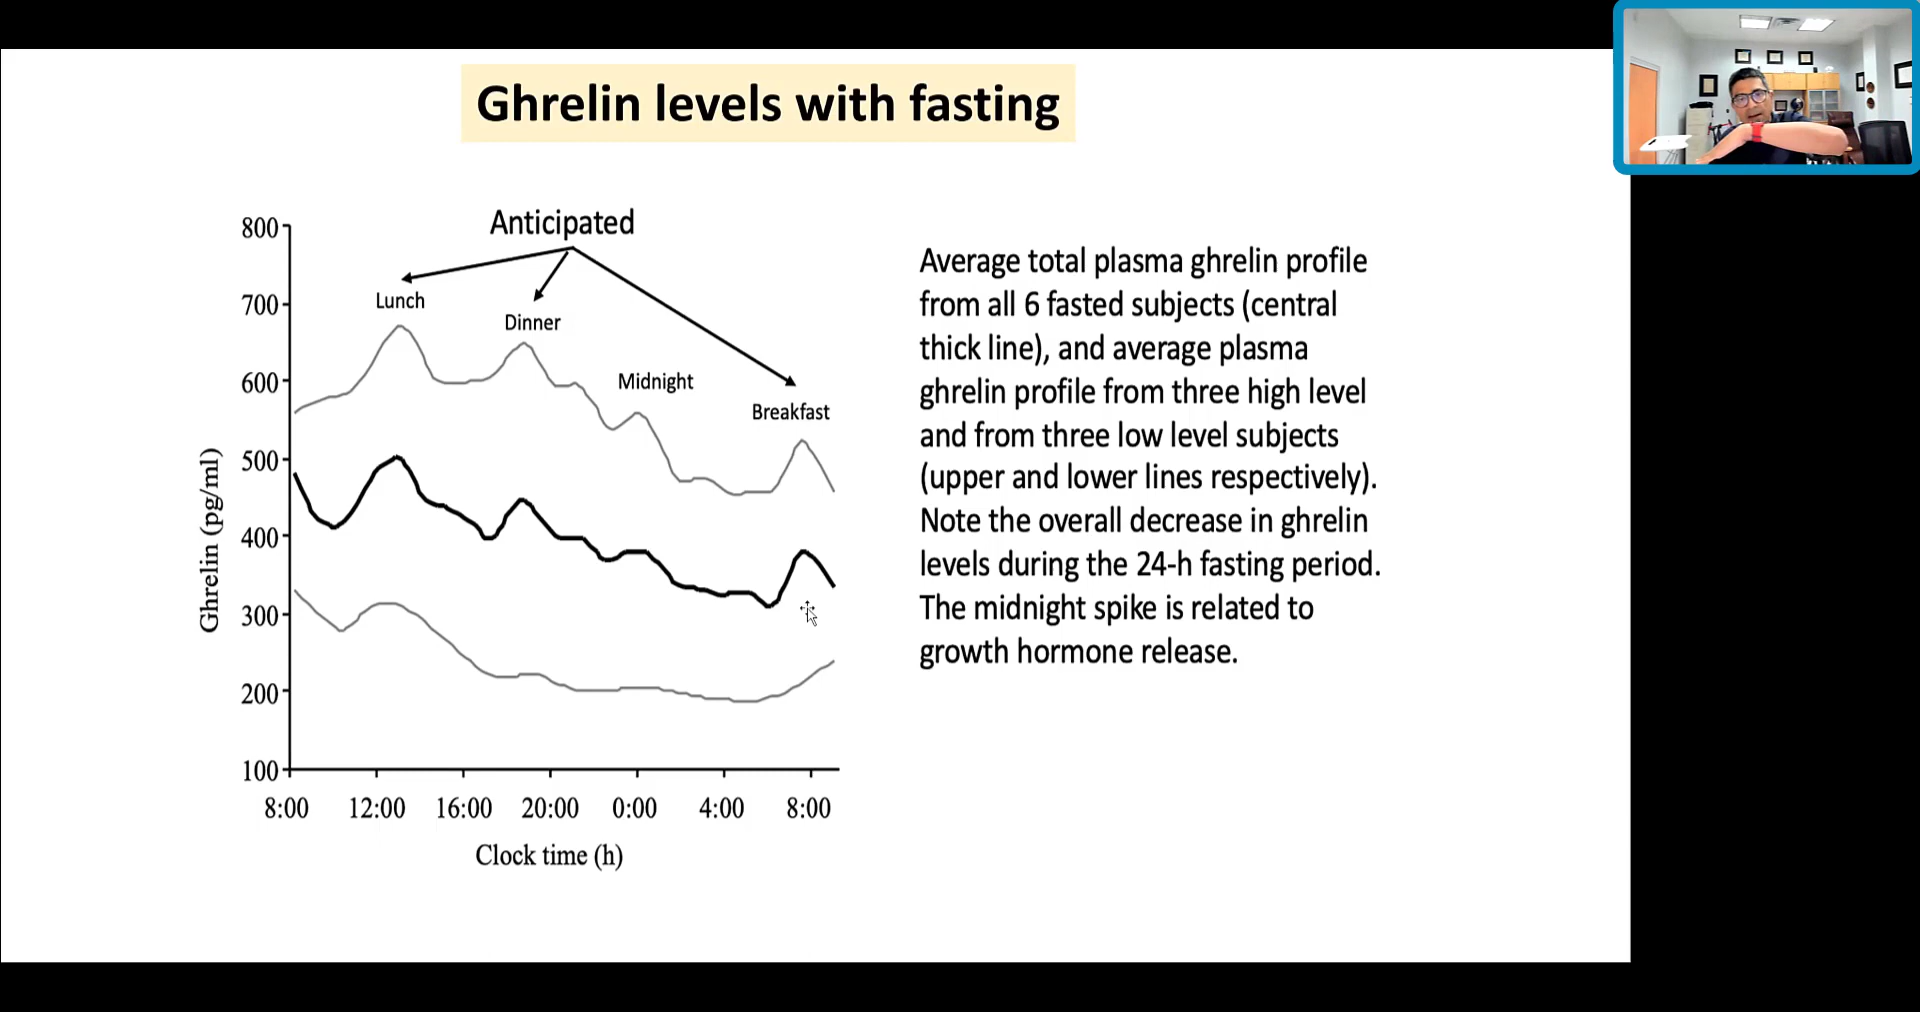 Ghrelin levels with fasting
Anticipated
Lunch
Dinner
Midnight
Breakfast
800
700
600
500
400
300
200
100
Ghrelin (pg/ml)
8:00 12:00 16:00 20:00 0:00 4:00 8:00
Clock time (h)
Average total plasma ghrelin profile
from all 6 fasted subjects (central
thick line), and average plasma
ghrelin profile from three high level
and from three low level subjects
(upper and lower lines respectively).
Note the overall decrease in ghrelin
levels during the 24-h fasting period.
The midnight spike is related to
growth hormone release.